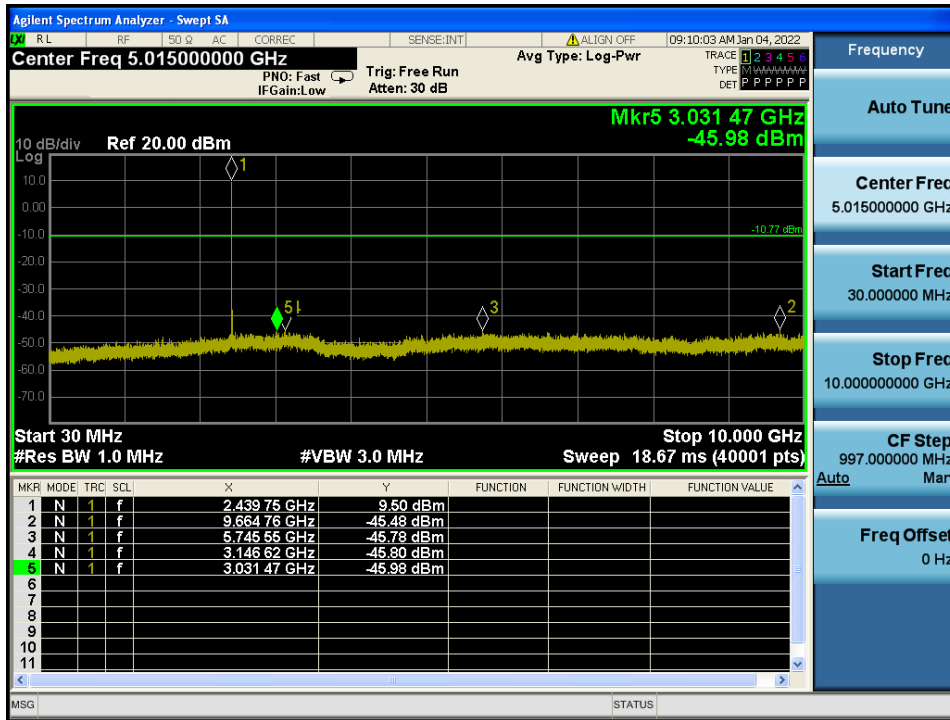 Agilent Spectrum Analyzer - Swept SA
LXI RL RF 50 Ω AC CORREC SENSE:INT ALIGN OFF 09:10:03 AM Jan 04, 2022
Center Freq 5.015000000 GHz
PNO: Fast
IFGain:Low
Trig: Free Run
Atten: 30 dB
Avg Type: Log-Pwr
TRACE 1 2 3 4 5 6
TYPE M
DET P P P P P P
Mkr5 3.031 47 GHz
-45.98 dBm
10 dB/div Ref 20.00 dBm
Log
10.0
0.00
-10.0
-20.0
-30.0
-40.0
-50.0
-60.0
-70.0
1
-10.77 dBm
5
3
2
Start 30 MHz Stop 10.000 GHz
#Res BW 1.0 MHz #VBW 3.0 MHz Sweep 18.67 ms (40001 pts)
MKR MODE TRC SCL X Y FUNCTION FUNCTION WIDTH FUNCTION VALUE
1 N 1 f 2.439 75 GHz 9.50 dBm
2 N 1 f 9.664 76 GHz -45.48 dBm
3 N 1 f 5.745 55 GHz -45.78 dBm
4 N 1 f 3.146 62 GHz -45.80 dBm
5 N 1 f 3.031 47 GHz -45.98 dBm
6
7
8
9
10
11
MSG STATUS
Frequency
Auto Tune
Center Freq
5.015000000 GHz
Start Freq
30.000000 MHz
Stop Freq
10.000000000 GHz
CF Step
997.000000 MHz
Auto Man
Freq Offset
0 Hz